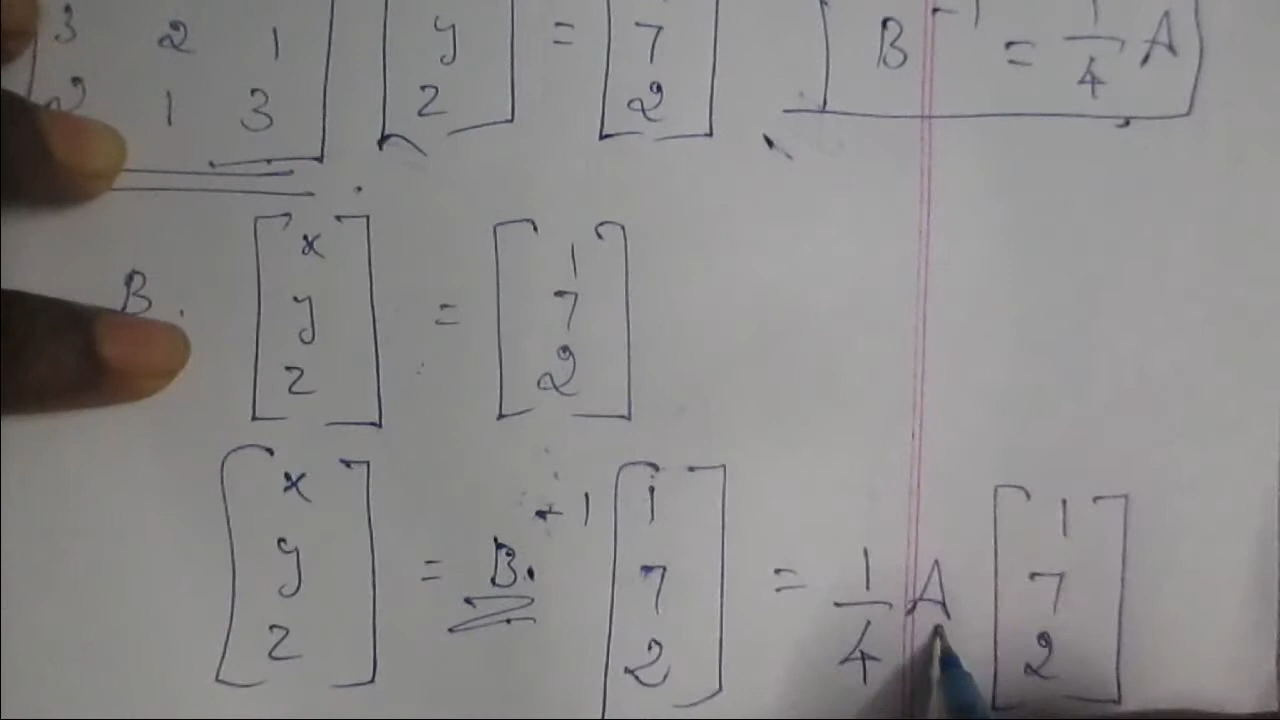 3 2 1 y = 7 B⁻¹ = 1/4 A
2 1 3 z 2
x 1
B. y = 7
z 2
x +1 1 1
y = B. 7 = 1/4 A 7
z 2 2